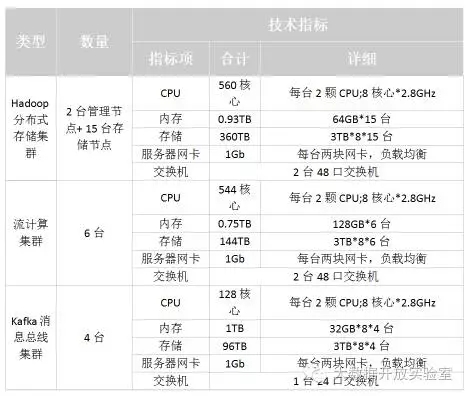 类型 数量 技术指标
指标项 合计 详细
Hadoop
分布式
存储集
群
2 台管理节
点+ 15 台存
储节点
CPU 560 核
心 每台 2 颗 CPU;8 核心*2.8GHz
内存 0.93TB 64GB*15 台
存储 360TB 3TB*8*15 台
服务器网卡 1Gb 每台两块网卡，负载均衡
交换机 2 台 48 口交换机
流计算
集群
6 台
CPU 544 核
心 每台 2 颗 CPU;8 核心*2.8GHz
内存 0.75TB 128GB*6 台
存储 144TB 3TB*8*6 台
服务器网卡 1Gb 每台两块网卡，负载均衡
交换机 2 台 48 口交换机
Kafka 消
息总线
集群
4 台
CPU 128 核
心 每台 2 颗 CPU;8 核心*2.8GHz
内存 1TB 32GB*8*4 台
存储 96TB 3TB*8*4 台
服务器网卡 1Gb 每台两块网卡，负载均衡
交换机 1 台 24 口交换机
大数据开放实验室